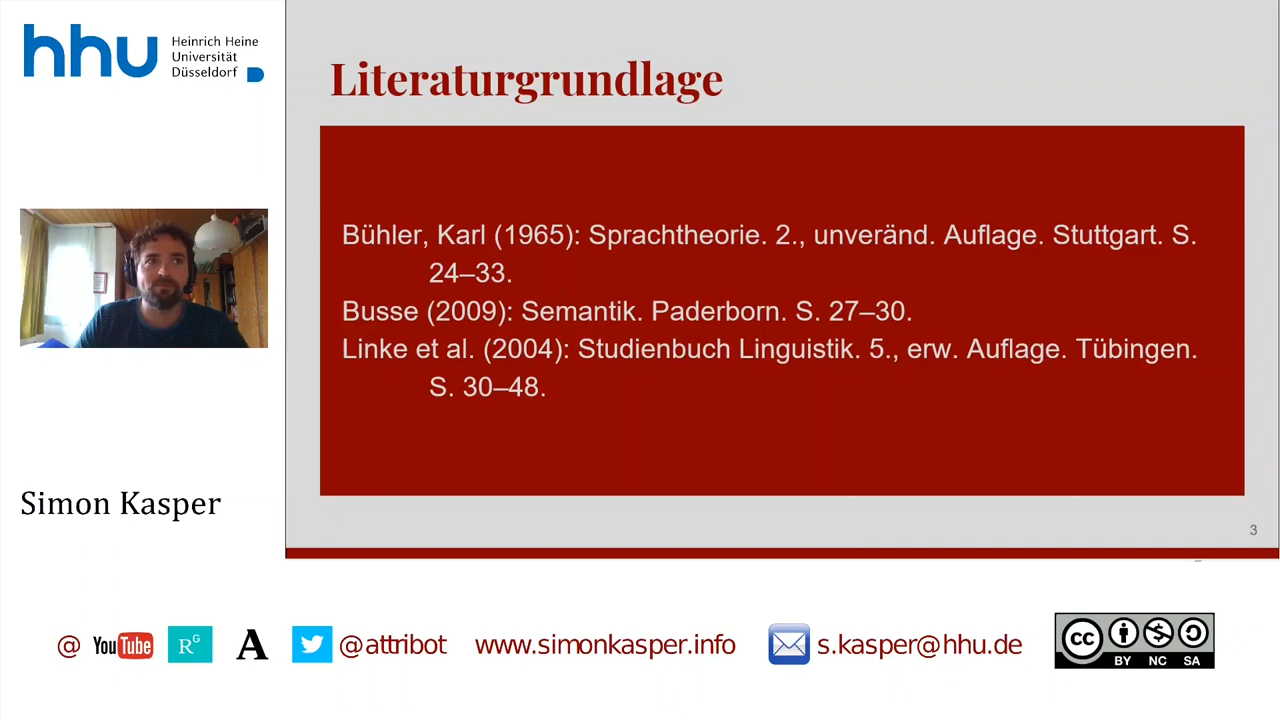 hhu Heinrich Heine
Universität
Düsseldorf
Literaturgrundlage
Bühler, Karl (1965): Sprachtheorie. 2., unveränd. Auflage. Stuttgart. S.
24–33.
Busse (2009): Semantik. Paderborn. S. 27–30.
Linke et al. (2004): Studienbuch Linguistik. 5., erw. Auflage. Tübingen.
S. 30–48.
Simon Kasper
3
@ YouTube RG A @attribot www.simonkasper.info s.kasper@hhu.de cc BY NC SA